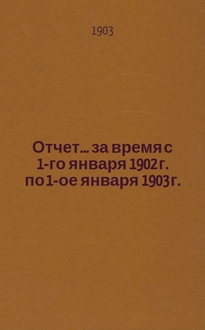 1903
Отчет... за время с
1-го января 1902 г.
по 1-ое января 1903 г.